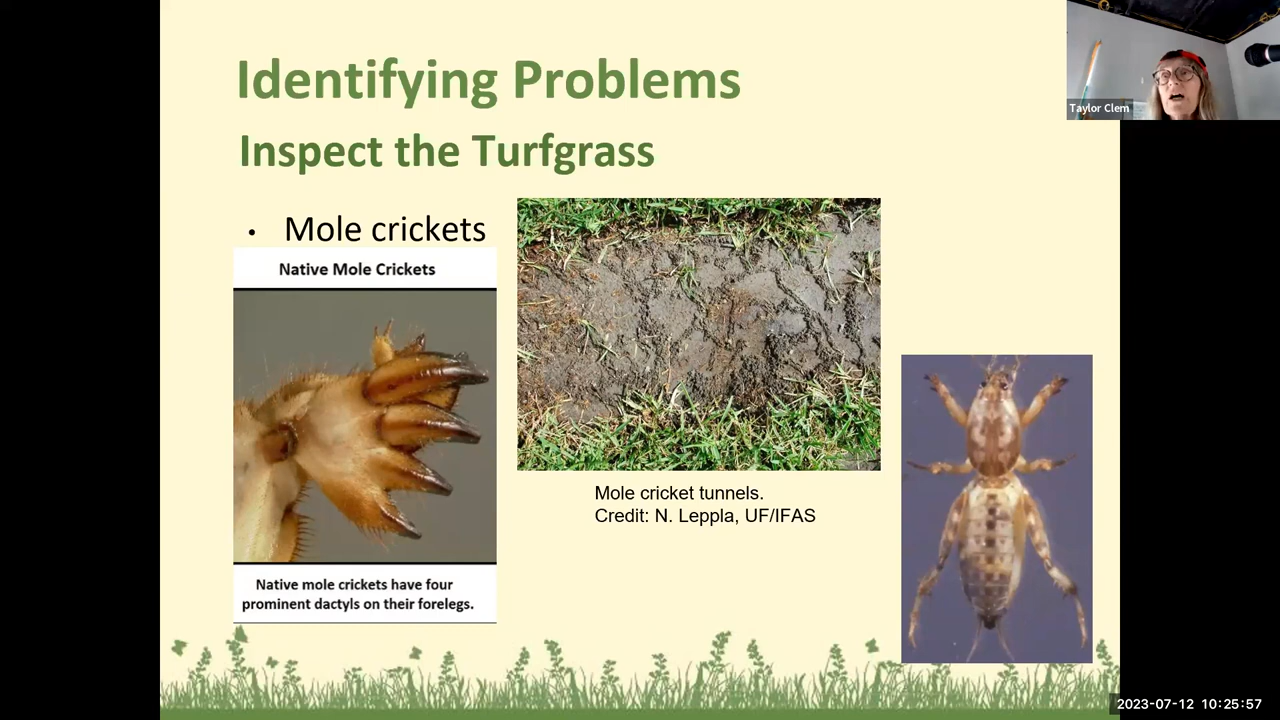 Identifying Problems
Inspect the Turfgrass
• Mole crickets
Native Mole Crickets
Native mole crickets have four
prominent dactyls on their forelegs.
Mole cricket tunnels.
Credit: N. Leppla, UF/IFAS
Taylor Clem
2023-07-12 10:25:57